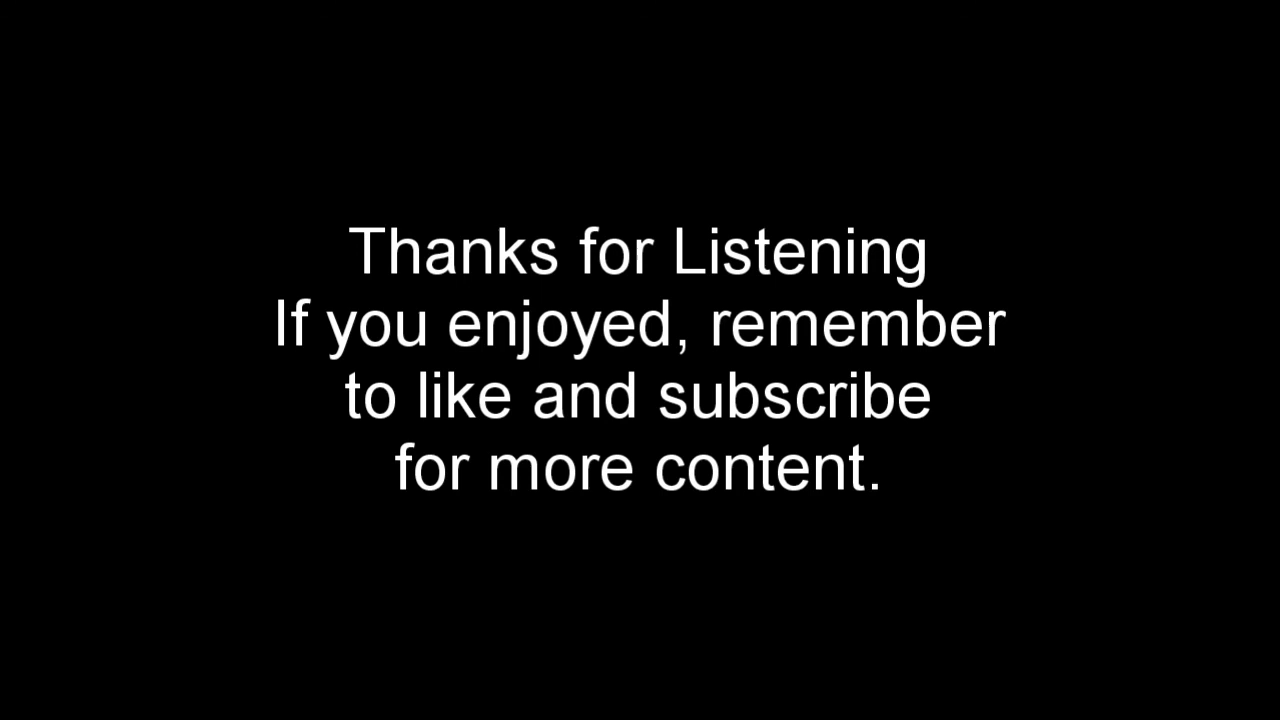 Thanks for Listening
If you enjoyed, remember
to like and subscribe
for more content.